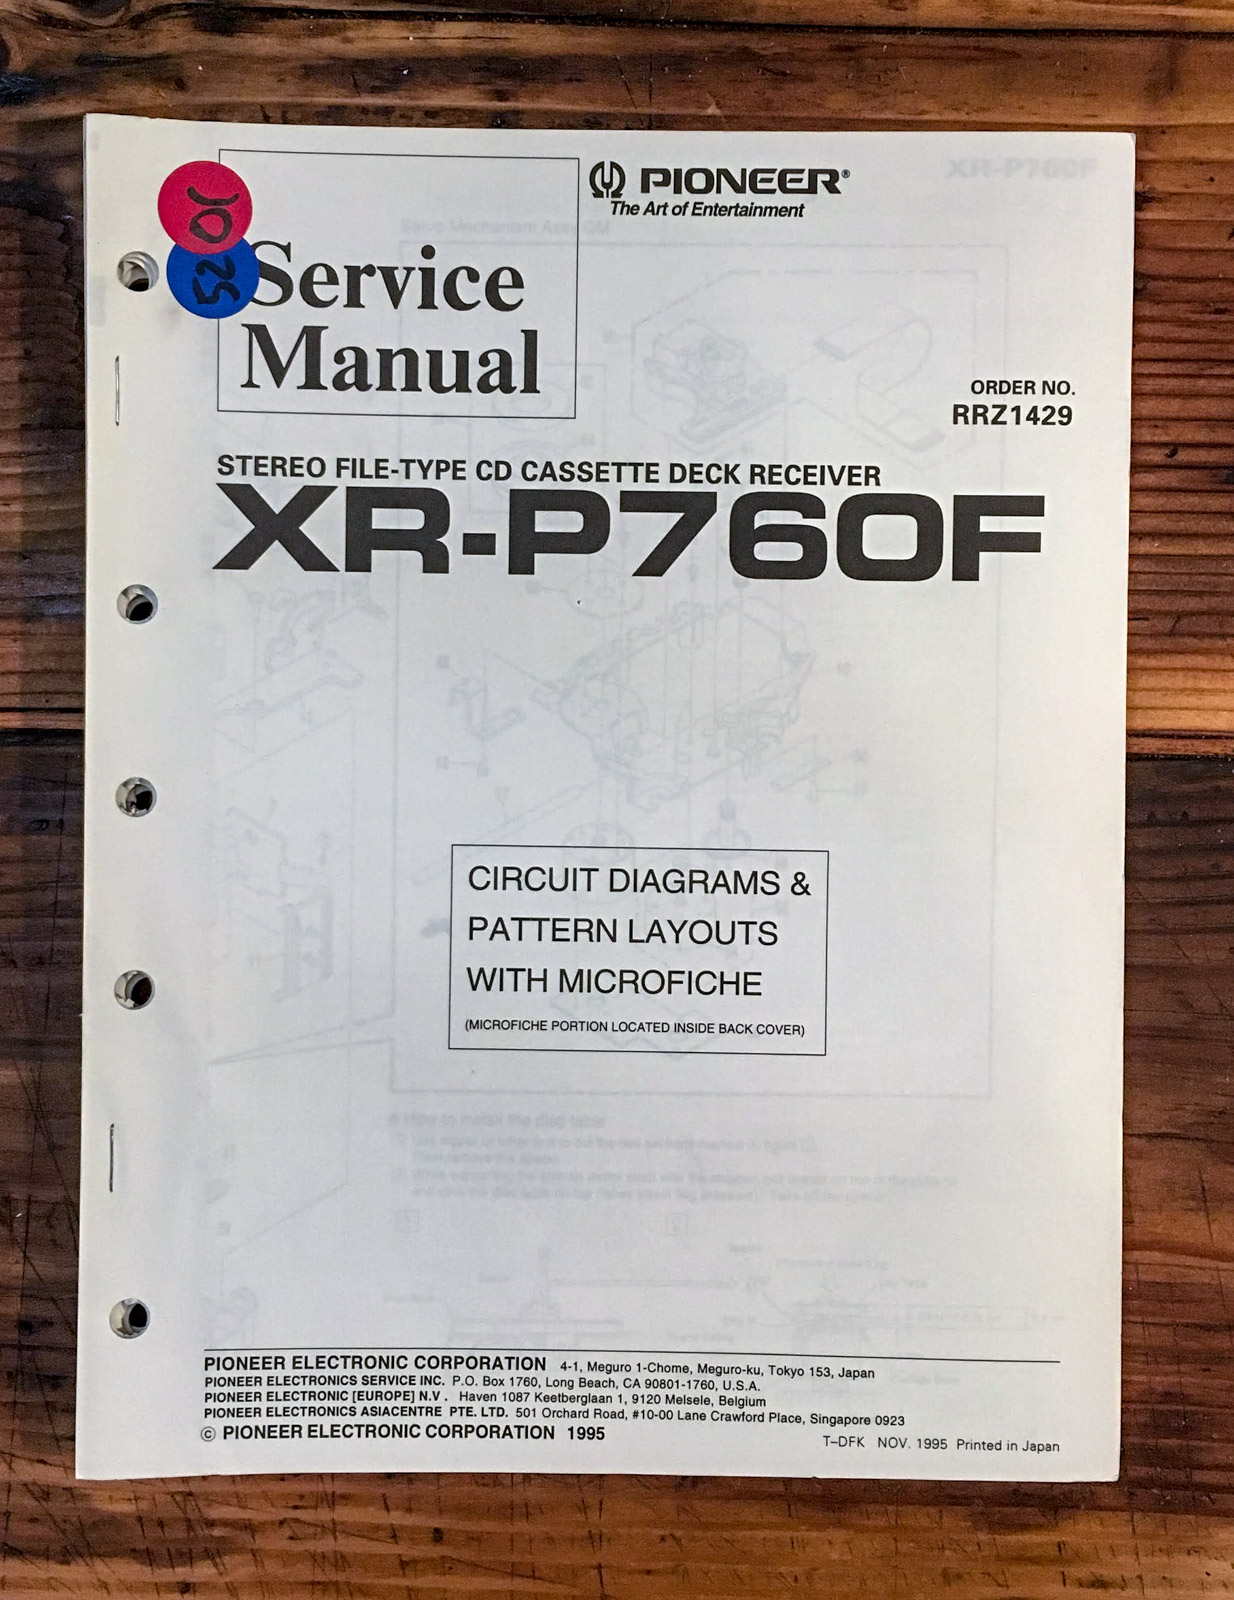 PIONEER®
The Art of Entertainment
Service
Manual
ORDER NO.
RRZ1429
STEREO FILE-TYPE CD CASSETTE DECK RECEIVER
XR-P760F
CIRCUIT DIAGRAMS &
PATTERN LAYOUTS
WITH MICROFICHE
(MICROFICHE PORTION LOCATED INSIDE BACK COVER)
PIONEER ELECTRONIC CORPORATION 4-1, Meguro 1-Chome, Meguro-ku, Tokyo 153, Japan
PIONEER ELECTRONICS SERVICE INC. P.O. Box 1760, Long Beach, CA 90801-1760, U.S.A.
PIONEER ELECTRONIC [EUROPE] N.V. Haven 1087 Keetberglaan 1, 9120 Melsele, Belgium
PIONEER ELECTRONICS ASIACENTRE PTE. LTD. 501 Orchard Road, #10-00 Lane Crawford Place, Singapore 0923
© PIONEER ELECTRONIC CORPORATION 1995
T–DFK NOV. 1995 Printed in Japan